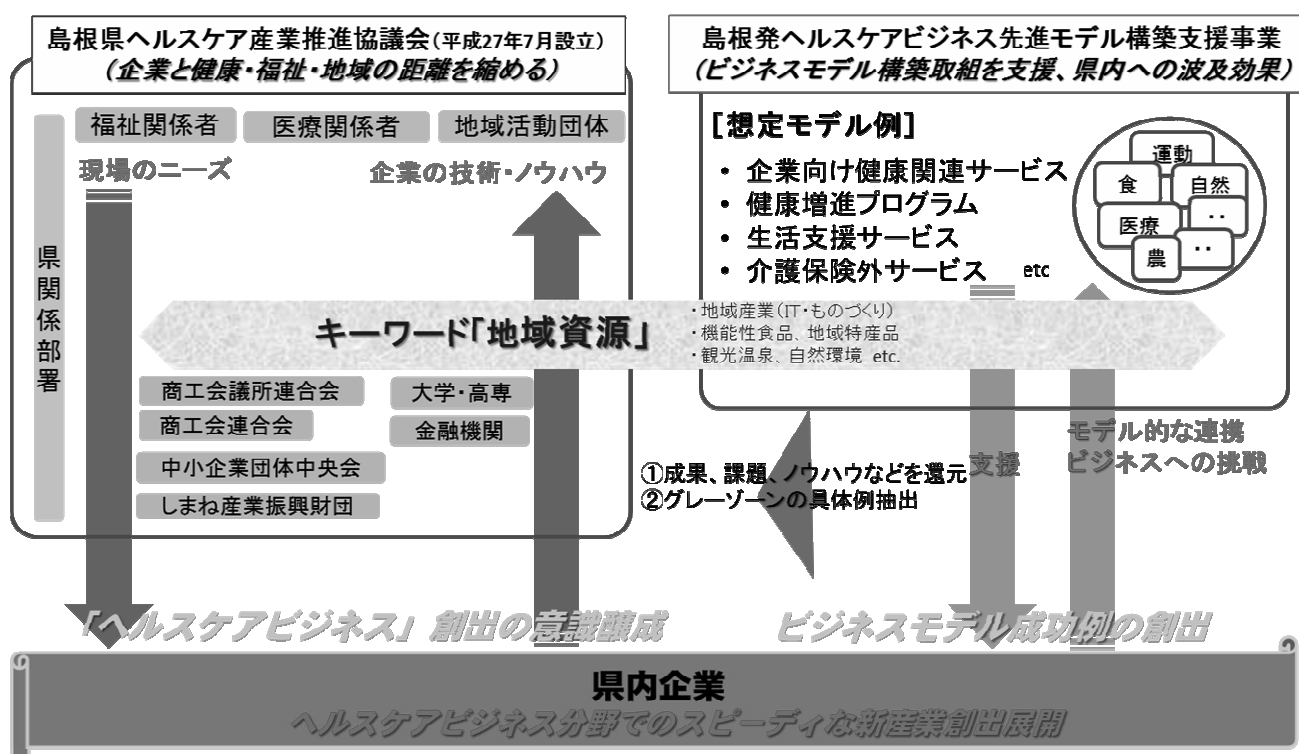 島根県ヘルスケア産業推進協議会(平成27年7月設立)
(企業と健康・福祉・地域の距離を縮める)
福祉関係者
医療関係者
地域活動団体
現場のニーズ
企業の技術・ノウハウ
県関係部署
島根発ヘルスケアビジネス先進モデル構築支援事業
(ビジネスモデル構築取組を支援、県内への波及効果)
[想定モデル例]
・ 企業向け健康関連サービス
・ 健康増進プログラム
・ 生活支援サービス
・ 介護保険外サービス etc
運動
食
自然
医療
‥
‥
農
キーワード「地域資源」
・地域産業(IT・ものづくり)
・機能性食品、地域特産品
・観光温泉、自然環境 etc.
商工会議所連合会
大学・高専
商工会連合会
金融機関
中小企業団体中央会
しまね産業振興財団
①成果、課題、ノウハウなどを還元
②グレーゾーンの具体例抽出
支援
モデル的な連携
ビジネスへの挑戦
「ヘルスケアビジネス」創出の意識醸成
ビジネスモデル成功例の創出
県内企業
ヘルスケアビジネス分野でのスピーディな新産業創出展開